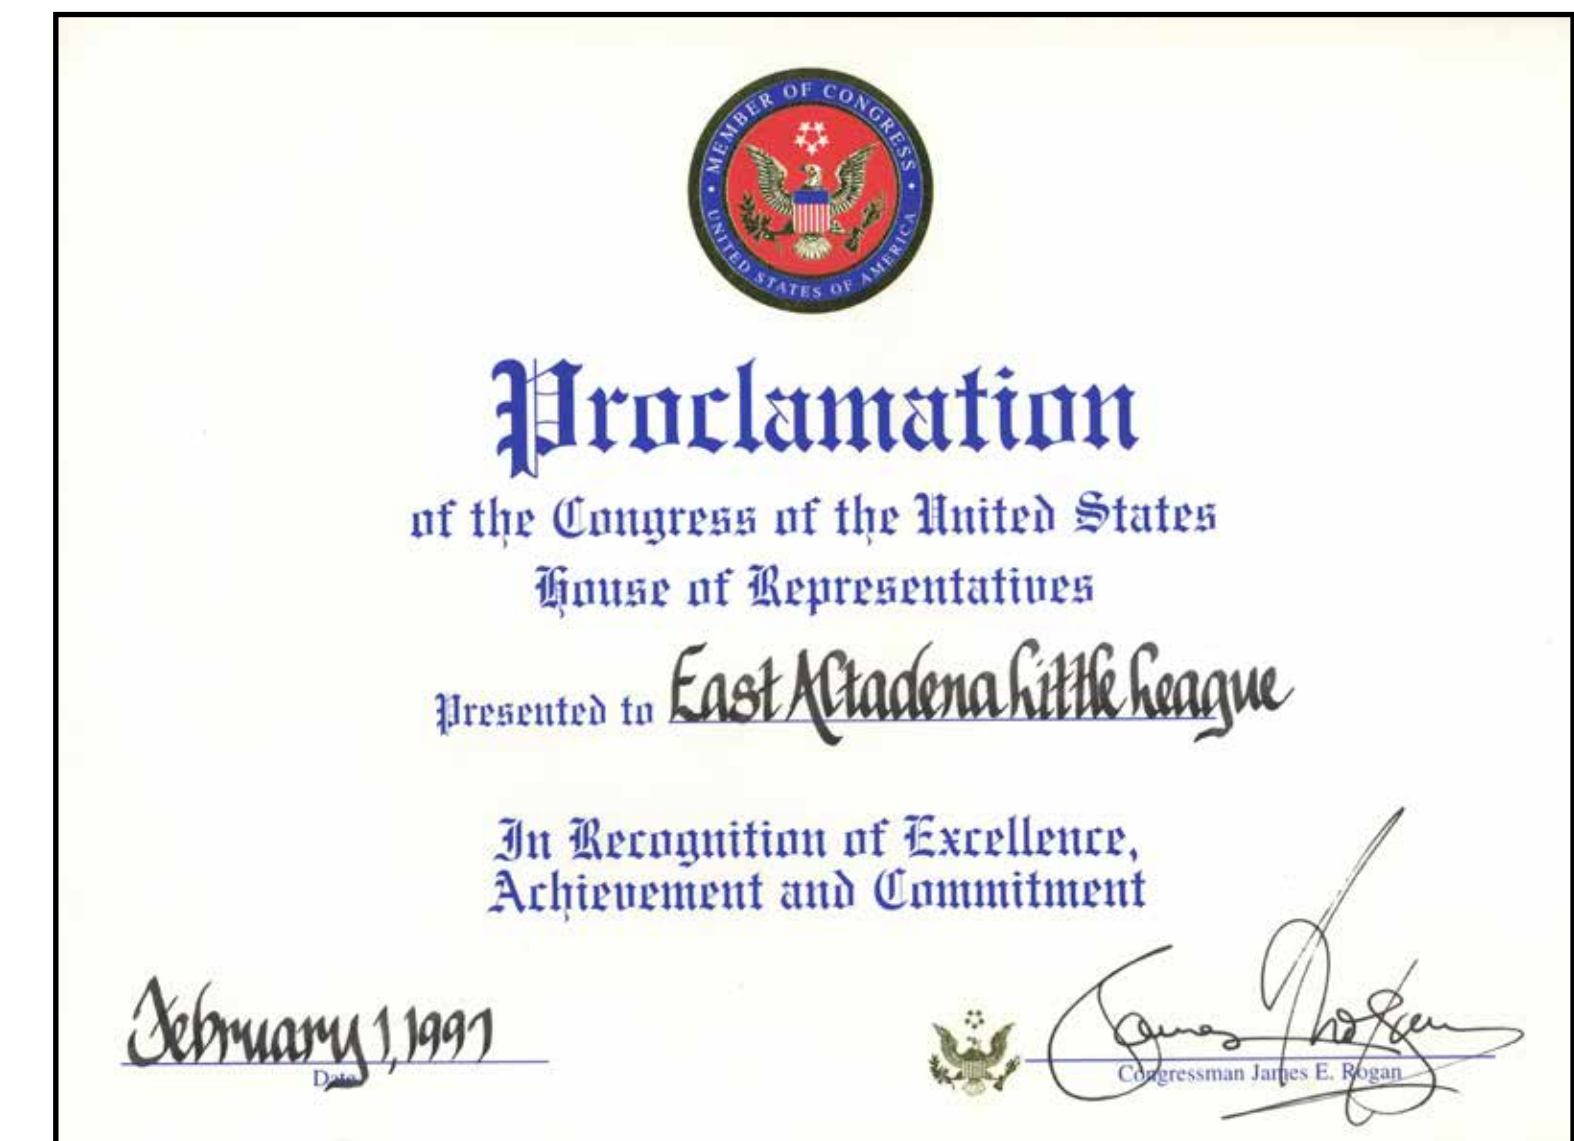 MEMBER OF CONGRESS
UNITED STATES OF AMERICA
Proclamation
of the Congress of the United States
House of Representatives
Presented to East Altadena Little League
In Recognition of Excellence,
Achievement and Commitment
February 1, 1997
Date
James Rogan
Congressman James E. Rogan